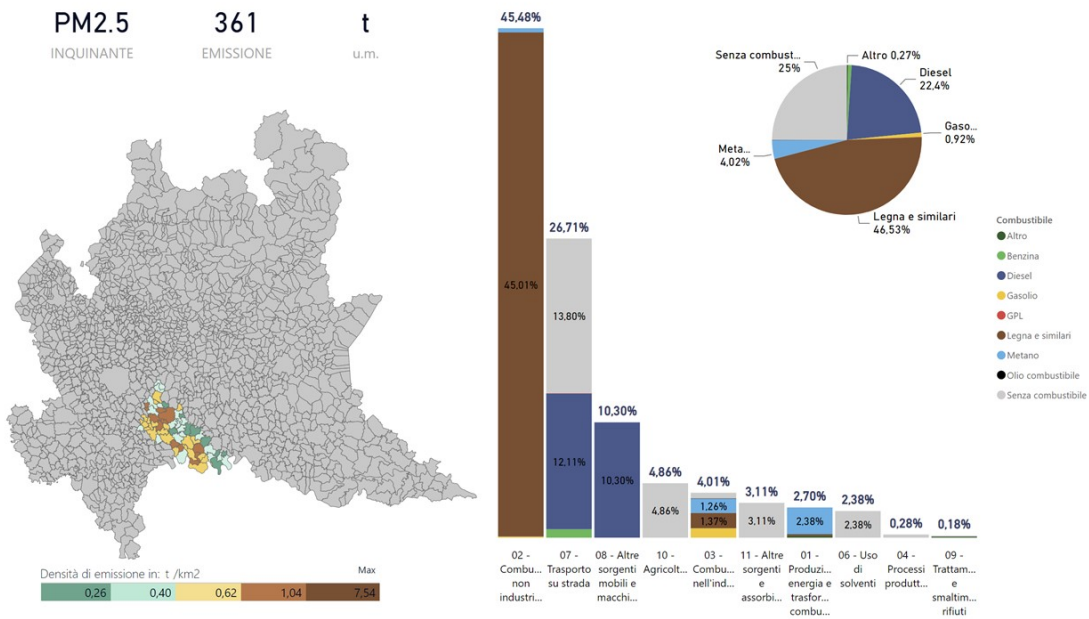 PM2.5
361
t
INQUINANTE
EMISSIONE
u.m.
45,48%
45,01%
26,71%
13,80%
12,11%
10,30%
10,30%
4,86%
4,86%
4,01%
1,26%
1,37%
3,11%
3,11%
2,70%
2,38%
2,38%
2,38%
0,28%
0,18%
02 -
Combu...
non
industri...
07 -
Trasporto
su strada
08 - Altre
sorgenti
mobili e
macchi...
10 -
Agricolt...
03 -
Combu...
nell'ind...
11 - Altre
sorgenti
e
assorbi...
01 -
Produzi...
energia e
trasfor...
combu...
06 - Uso
di
solventi
04 -
Processi
produtt...
09 -
Trattam...
e
smaltim...
rifiuti
Senza combust...
25%
Altro 0,27%
Diesel
22,4%
Gaso...
0,92%
Meta...
4,02%
Legna e similari
46,53%
Combustibile
Altro
Benzina
Diesel
Gasolio
GPL
Legna e similari
Metano
Olio combustibile
Senza combustibile
Densità di emissione in: t /km2
Max
0,26
0,40
0,62
1,04
7,54